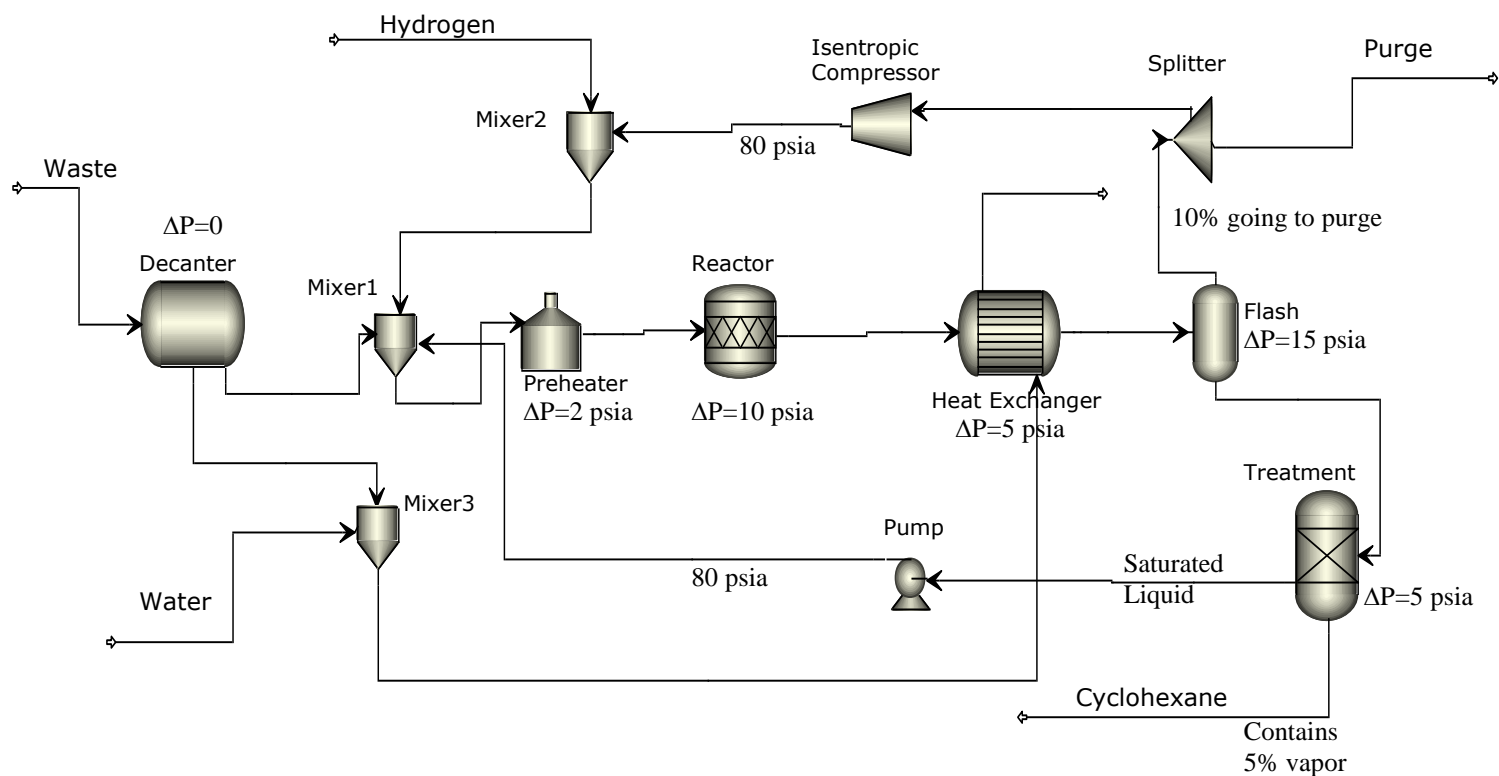 Hydrogen
Isentropic
Compressor
Splitter
Purge
Mixer2
80 psia
Waste
10% going to purge
ΔP=0
Decanter
Mixer1
Reactor
Flash
ΔP=15 psia
Preheater
ΔP=2 psia
ΔP=10 psia
Heat Exchanger
ΔP=5 psia
Treatment
Mixer3
Pump
80 psia
Saturated
Liquid
ΔP=5 psia
Water
Cyclohexane
Contains
5% vapor